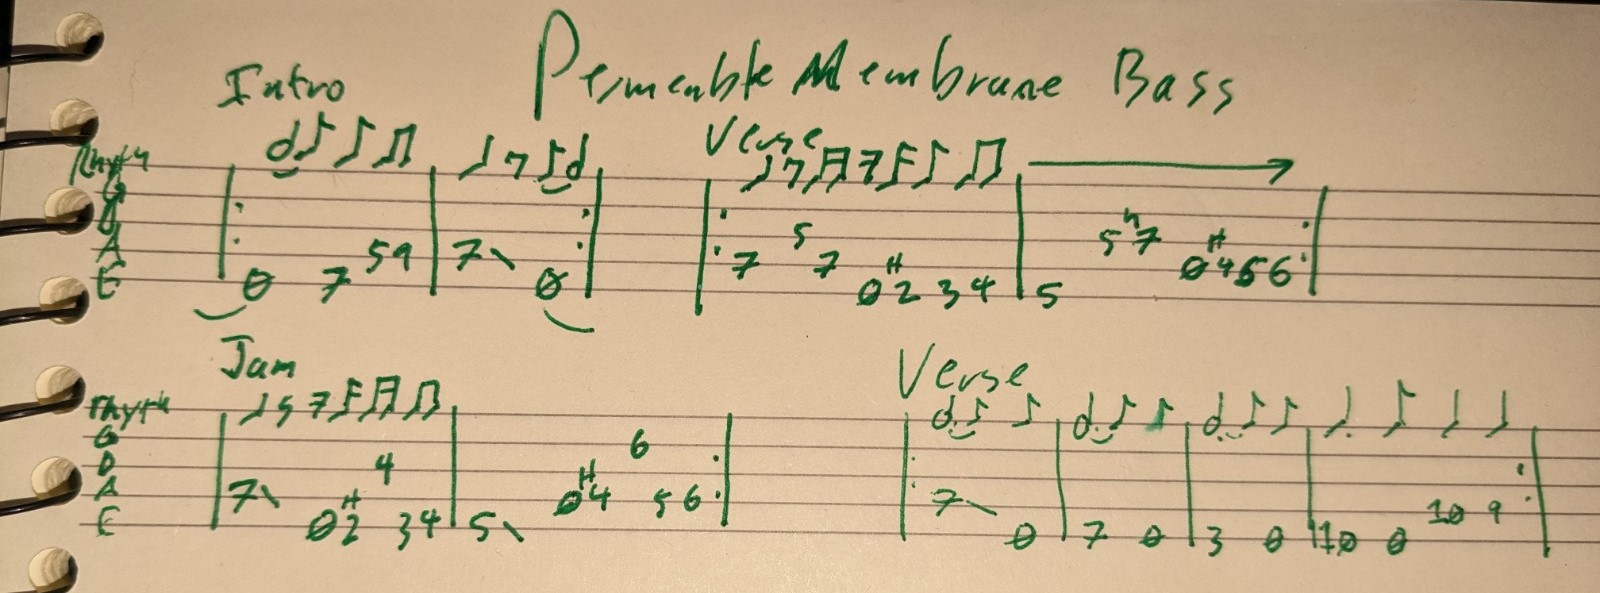 Permeable Membrane Bass
Intro
Verse
Rhyth
G
D
A
E
0 7 5 9 7 0
7 5 7 0 H 2 3 4 5 5 H 7 0 H 4 5 6
Jam
Verse
rhyth
G
D
A
E
7 0 H 2 4 3 4 5 0 H 4 6 5 6
7 0 7 0 3 0 10 0 10 9